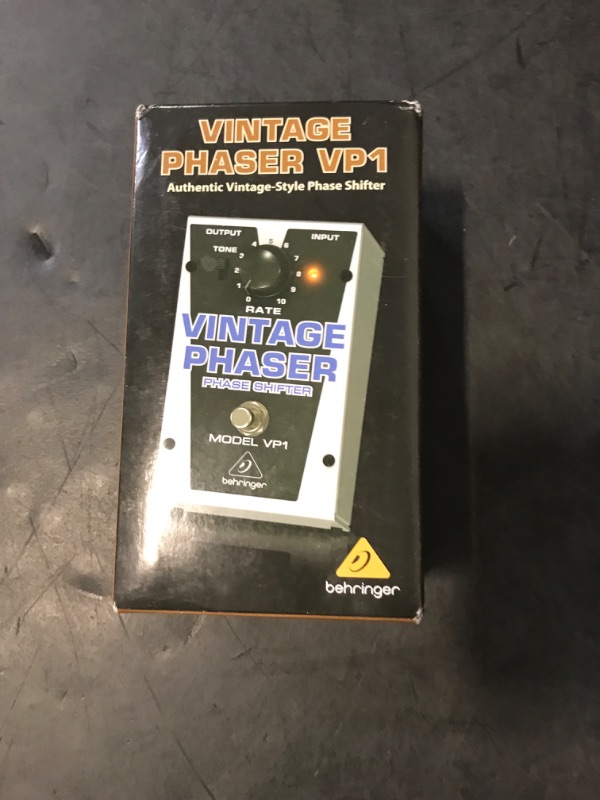 VINTAGE
PHASER VP1
Authentic Vintage-Style Phase Shifter
OUTPUT
INPUT
TONE
0 1 2 3 4 5 6 7 8 9 10
RATE
VINTAGE
PHASER
PHASE SHIFTER
MODEL VP1
behringer
behringer